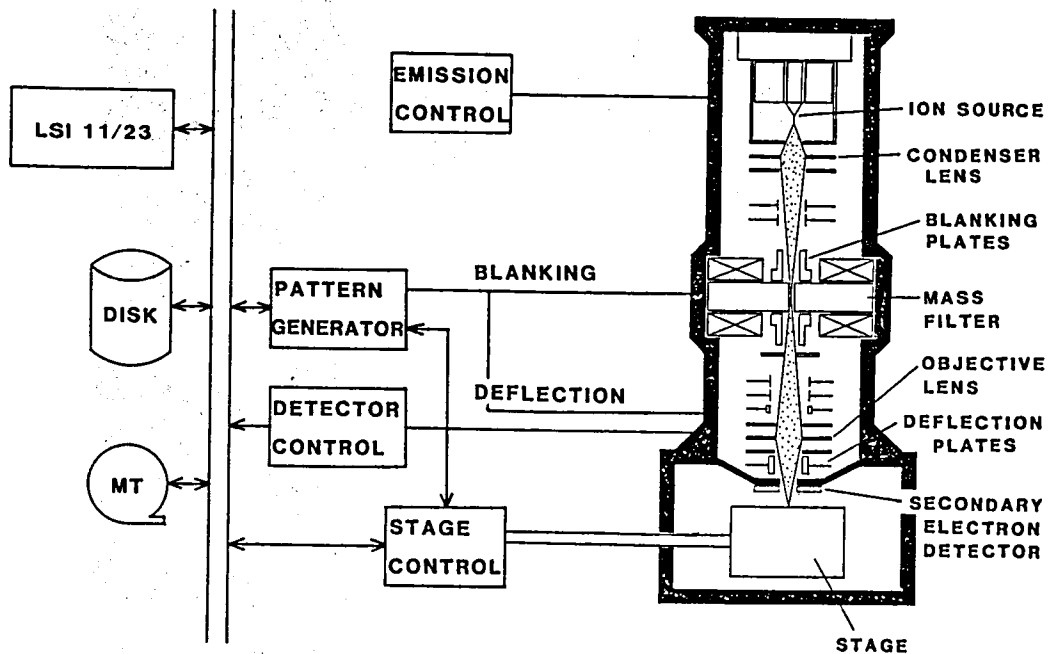 EMISSION
CONTROL
LSI 11/23
ION SOURCE
CONDENSER
LENS
BLANKING
PLATES
BLANKING
PATTERN
GENERATOR
DISK
MASS
FILTER
OBJECTIVE
LENS
DEFLECTION
DETECTOR
CONTROL
DEFLECTION
PLATES
MT
SECONDARY
ELECTRON
DETECTOR
STAGE
CONTROL
STAGE